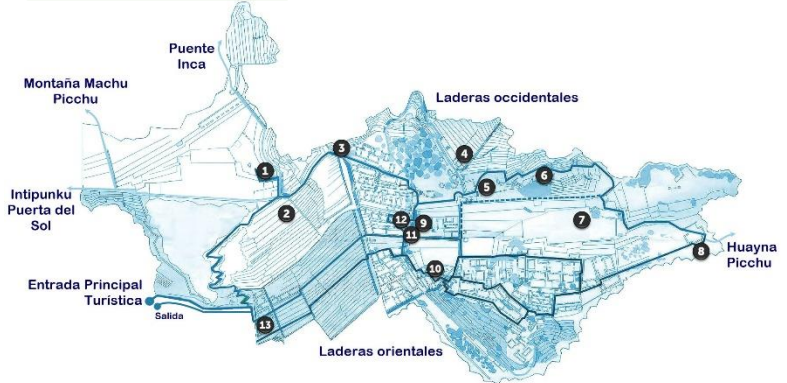 Puente
Inca
Montaña Machu
Picchu
Laderas occidentales
3
4
1
6
5
Intipunku
Puerta del
Sol
2
12
9
7
11
Huayna
Picchu
8
10
Entrada Principal
Turística
Salida
13
Laderas orientales